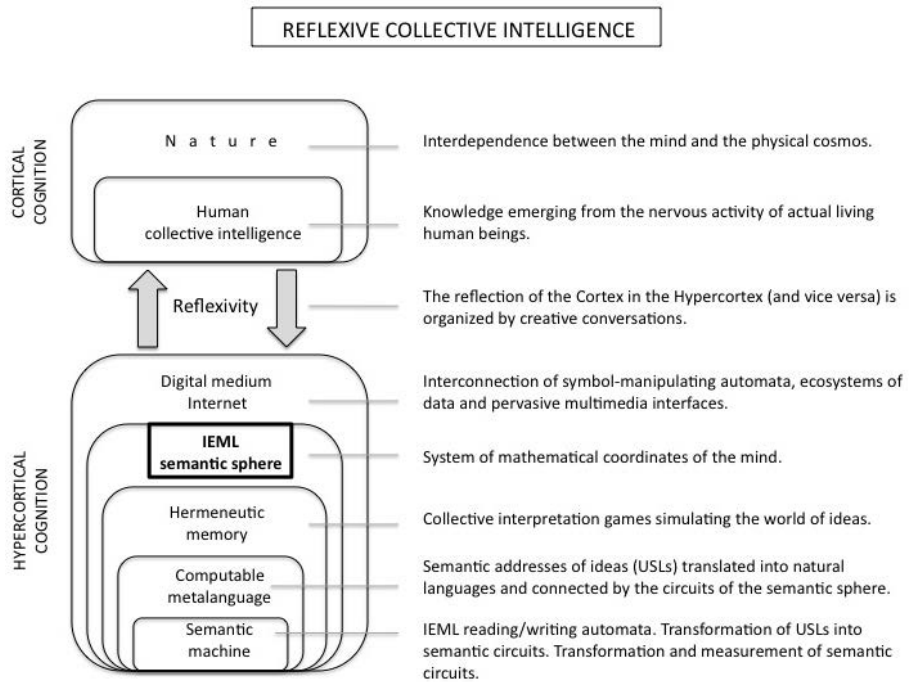 REFLEXIVE COLLECTIVE INTELLIGENCE
CORTICAL
COGNITION
N a t u r e
Interdependence between the mind and the physical cosmos.
Human
collective intelligence
Knowledge emerging from the nervous activity of actual living
human beings.
Reflexivity
The reflection of the Cortex in the Hypercortex (and vice versa) is
organized by creative conversations.
HYPERCORTICAL
COGNITION
Digital medium
Internet
Interconnection of symbol-manipulating automata, ecosystems of
data and pervasive multimedia interfaces.
IEML
semantic sphere
System of mathematical coordinates of the mind.
Hermeneutic
memory
Collective interpretation games simulating the world of ideas.
Computable
metalanguage
Semantic addresses of ideas (USLs) translated into natural
languages and connected by the circuits of the semantic sphere.
Semantic
machine
IEML reading/writing automata. Transformation of USLs into
semantic circuits. Transformation and measurement of semantic
circuits.